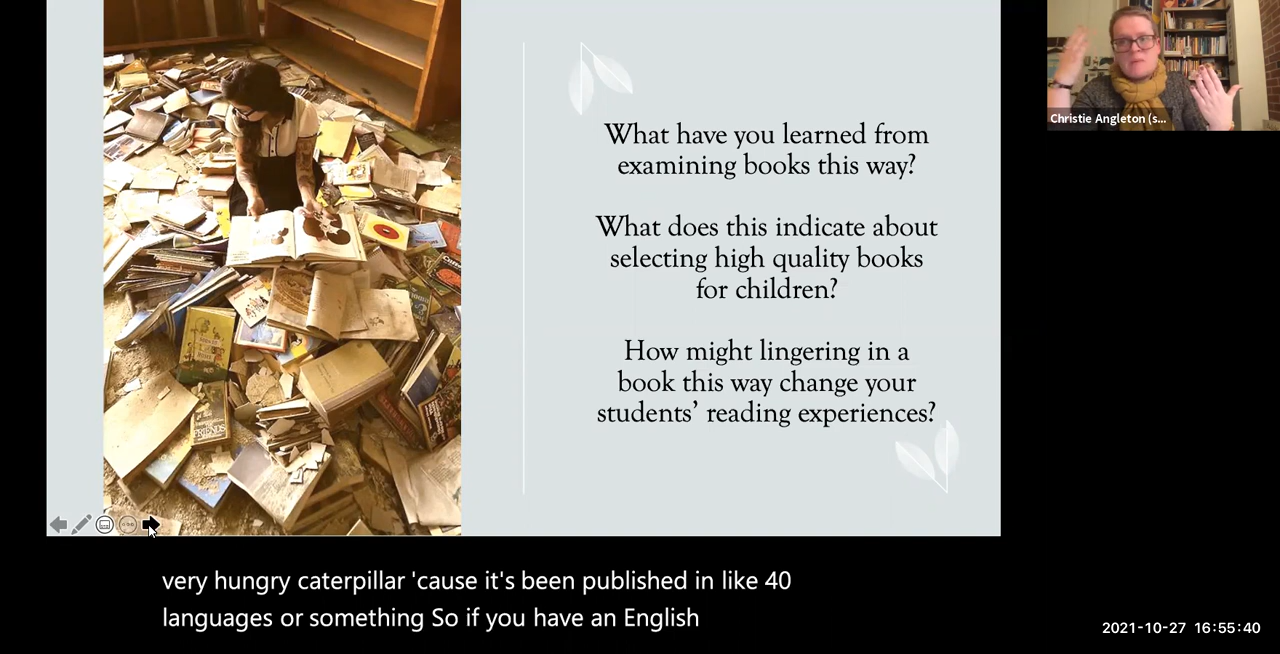 What have you learned from
examining books this way?
What does this indicate about
selecting high quality books
for children?
How might lingering in a
book this way change your
students’ reading experiences?
Christie Angleton (s...
very hungry caterpillar 'cause it's been published in like 40
languages or something So if you have an English
2021-10-27 16:55:40